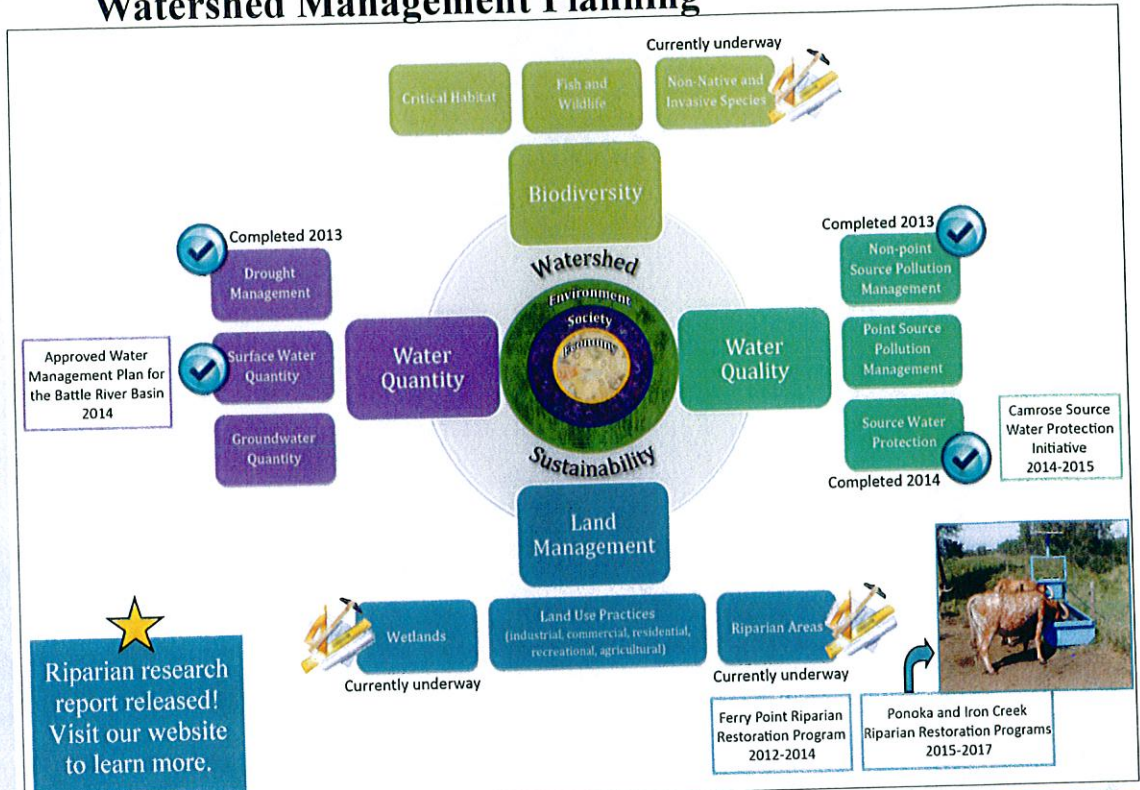 Watershed Management Planning
Currently underway
Critical Habitat
Fish and
Wildlife
Non-Native and
Invasive Species
Biodiversity
Completed 2013
Drought
Management
Surface Water
Quantity
Groundwater
Quantity
Approved Water
Management Plan for
the Battle River Basin
2014
Water
Quantity
Watershed
Environment
Society
Economy
Sustainability
Water
Quality
Completed 2013
Non-point
Source Pollution
Management
Point Source
Pollution
Management
Source Water
Protection
Completed 2014
Camrose Source
Water Protection
Initiative
2014-2015
Land
Management
Wetlands
Currently underway
Land Use Practices
(industrial, commercial, residential,
recreational, agricultural)
Riparian Areas
Currently underway
Ferry Point Riparian
Restoration Program
2012-2014
Ponoka and Iron Creek
Riparian Restoration Programs
2015-2017
Riparian research
report released!
Visit our website
to learn more.